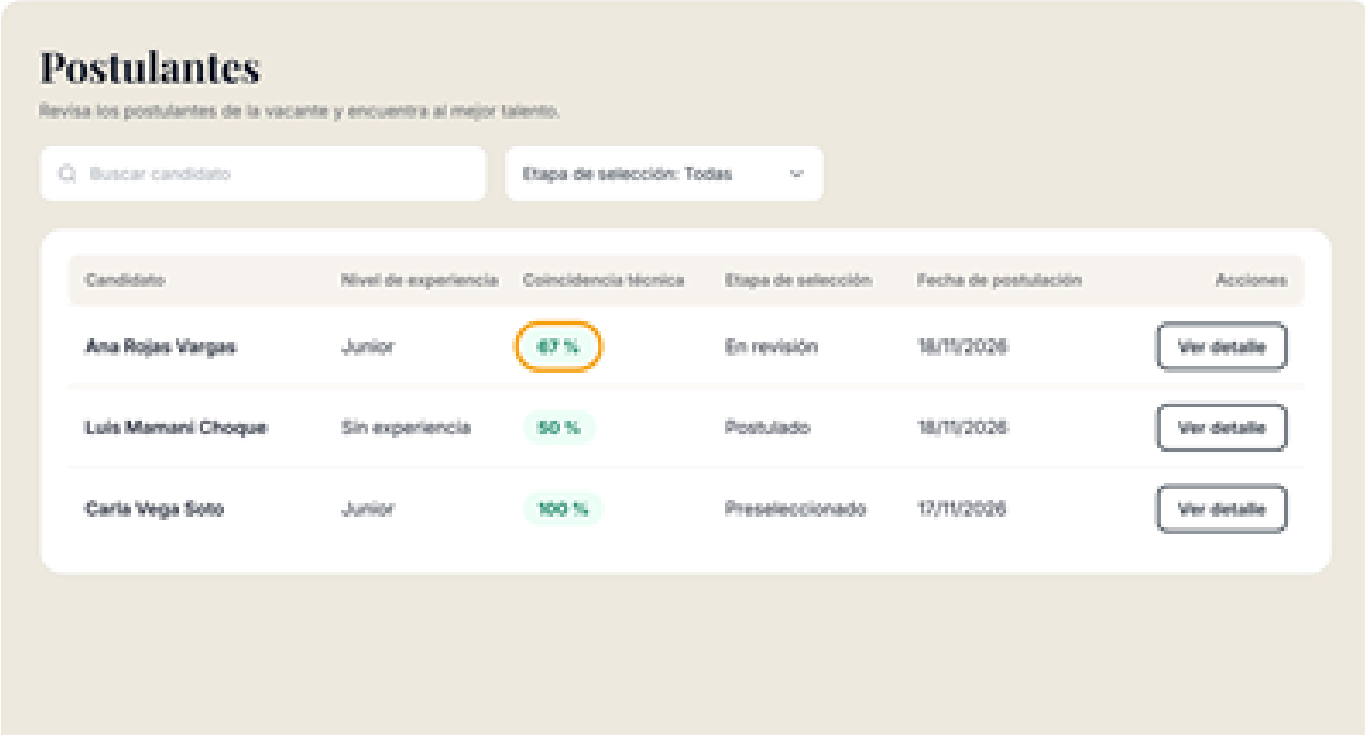 Postulantes
Revisa los postulantes de la vacante y encuentra al mejor talento.
Buscar candidato
Etapa de selección: Todas
Candidato Nivel de experiencia Coincidencia técnica Etapa de selección Fecha de postulación Acciones
Ana Rojas Vargas Junior 67 % En revisión 18/11/2026 Ver detalle
Luis Mamani Choque Sin experiencia 50 % Postulado 18/11/2026 Ver detalle
Carla Vega Soto Junior 100 % Preseleccionado 17/11/2026 Ver detalle